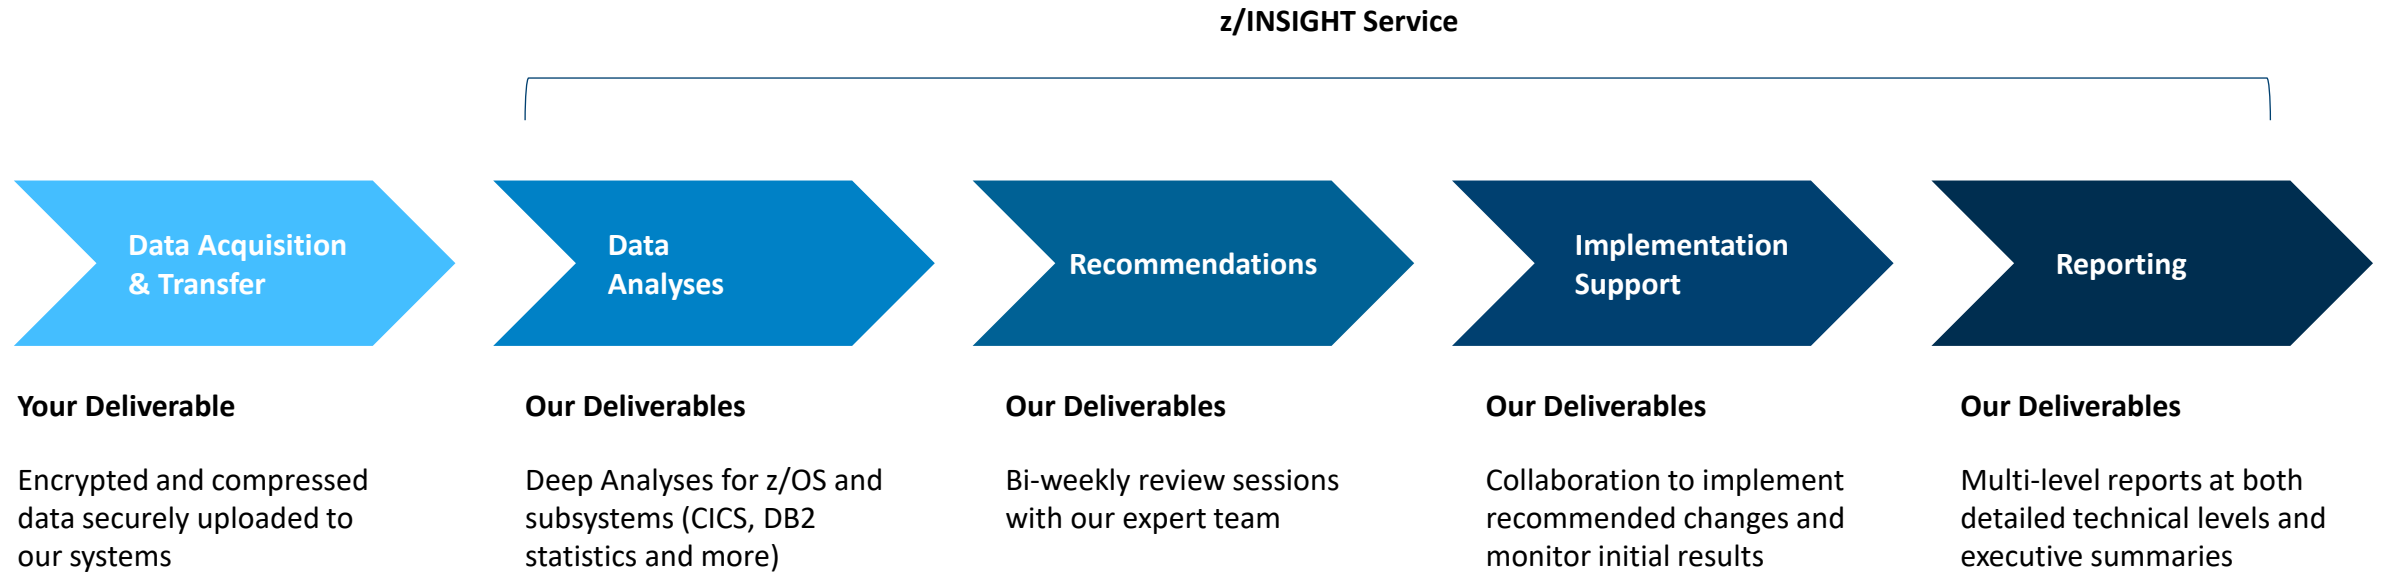 z/INSIGHT Service
Data Acquisition
& Transfer
Data
Analyses
Recommendations
Implementation
Support
Reporting
Your Deliverable
Encrypted and compressed
data securely uploaded to
our systems
Our Deliverables
Deep Analyses for z/OS and
subsystems (CICS, DB2
statistics and more)
Our Deliverables
Bi-weekly review sessions
with our expert team
Our Deliverables
Collaboration to implement
recommended changes and
monitor initial results
Our Deliverables
Multi-level reports at both
detailed technical levels and
executive summaries